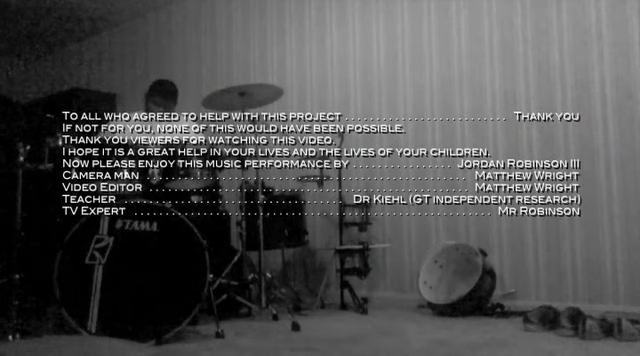 To all who agreed to help with this project . . . . . . . . . . . . . . . . . . . . . . . . . . Thank you
If not for you, none of this would have been possible.
Thank you viewers for watching this video.
I hope it is a great help in your lives and the lives of your children.
Now please enjoy this music performance by . . . . . . . . . . . . . . . . . Jordan Robinson III
Camera man . . . . . . . . . . . . . . . . . . . . . . . . . . . . . . . . . . . . . . . . . . . . . . . . . . . . Matthew Wright
Video Editor . . . . . . . . . . . . . . . . . . . . . . . . . . . . . . . . . . . . . . . . . . . . . . . . . . . Matthew Wright
Teacher . . . . . . . . . . . . . . . . . . . . . . . . . . . . . . . . . . . Dr Kiehl (GT independent research)
TV Expert . . . . . . . . . . . . . . . . . . . . . . . . . . . . . . . . . . . . . . . . . . . . . . . . . . . . . . . . . Mr Robinson
TAMA